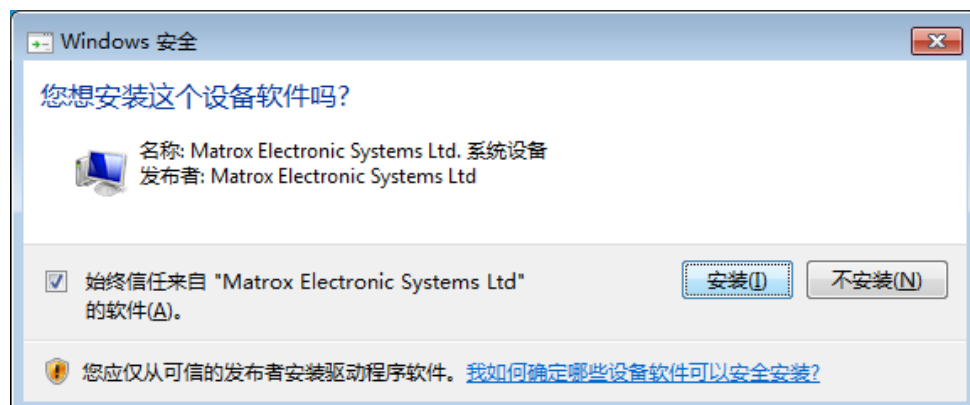 Windows 安全
您想安装这个设备软件吗?
名称: Matrox Electronic Systems Ltd. 系统设备
发布者: Matrox Electronic Systems Ltd
始终信任来自 "Matrox Electronic Systems Ltd"
的软件(A)。
安装(I)
不安装(N)
您应仅从可信的发布者安装驱动程序软件。我如何确定哪些设备软件可以安全安装?